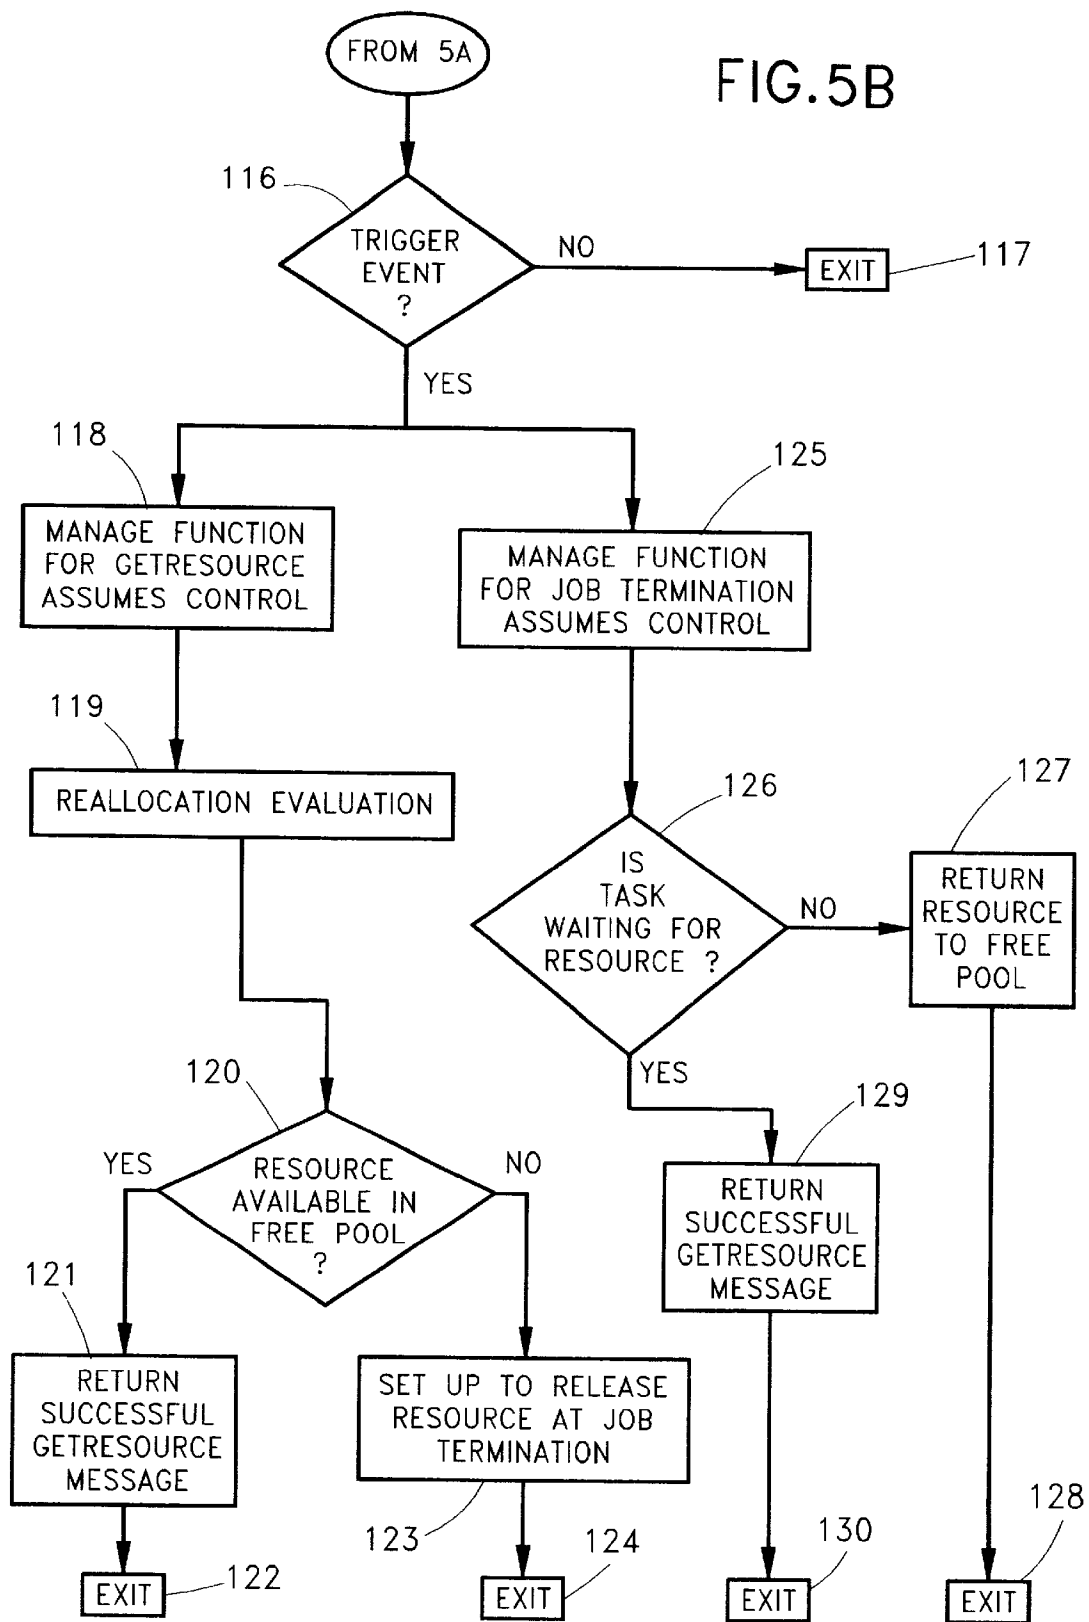 FROM 5A
FIG.5B
116
TRIGGER
EVENT
?
NO
EXIT
117
YES
118
MANAGE FUNCTION
FOR GETRESOURCE
ASSUMES CONTROL
125
MANAGE FUNCTION
FOR JOB TERMINATION
ASSUMES CONTROL
119
REALLOCATION EVALUATION
126
IS
TASK
WAITING FOR
RESOURCE ?
NO
127
RETURN
RESOURCE
TO FREE
POOL
YES
120
RESOURCE
AVAILABLE IN
FREE POOL
?
YES
NO
129
RETURN
SUCCESSFUL
GETRESOURCE
MESSAGE
121
RETURN
SUCCESSFUL
GETRESOURCE
MESSAGE
SET UP TO RELEASE
RESOURCE AT JOB
TERMINATION
123
EXIT
122
EXIT
124
EXIT
130
EXIT
128